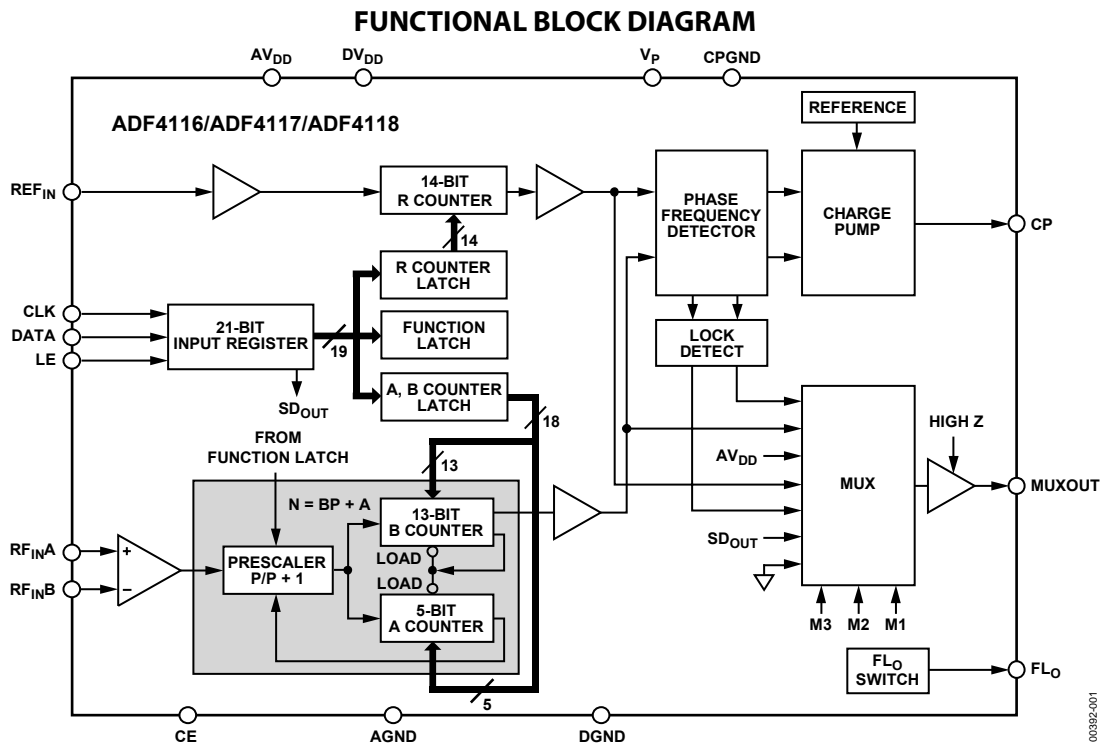 FUNCTIONAL BLOCK DIAGRAM
AVDD
DVDD
VP
CPGND
ADF4116/ADF4117/ADF4118
REFERENCE
REFIN
14-BIT
R COUNTER
PHASE
FREQUENCY
DETECTOR
CHARGE
PUMP
CP
14
R COUNTER
LATCH
CLK
DATA
LE
21-BIT
INPUT REGISTER
19
FUNCTION
LATCH
LOCK
DETECT
A, B COUNTER
LATCH
SDOUT
18
FROM
FUNCTION LATCH
13
HIGH Z
AVDD
MUX
MUXOUT
N = BP + A
13-BIT
B COUNTER
RFINA
RFINB
+
–
PRESCALER
P/P + 1
LOAD
LOAD
SDOUT
5-BIT
A COUNTER
M3
M2
M1
5
FLO
SWITCH
FLO
CE
AGND
DGND
00392-001